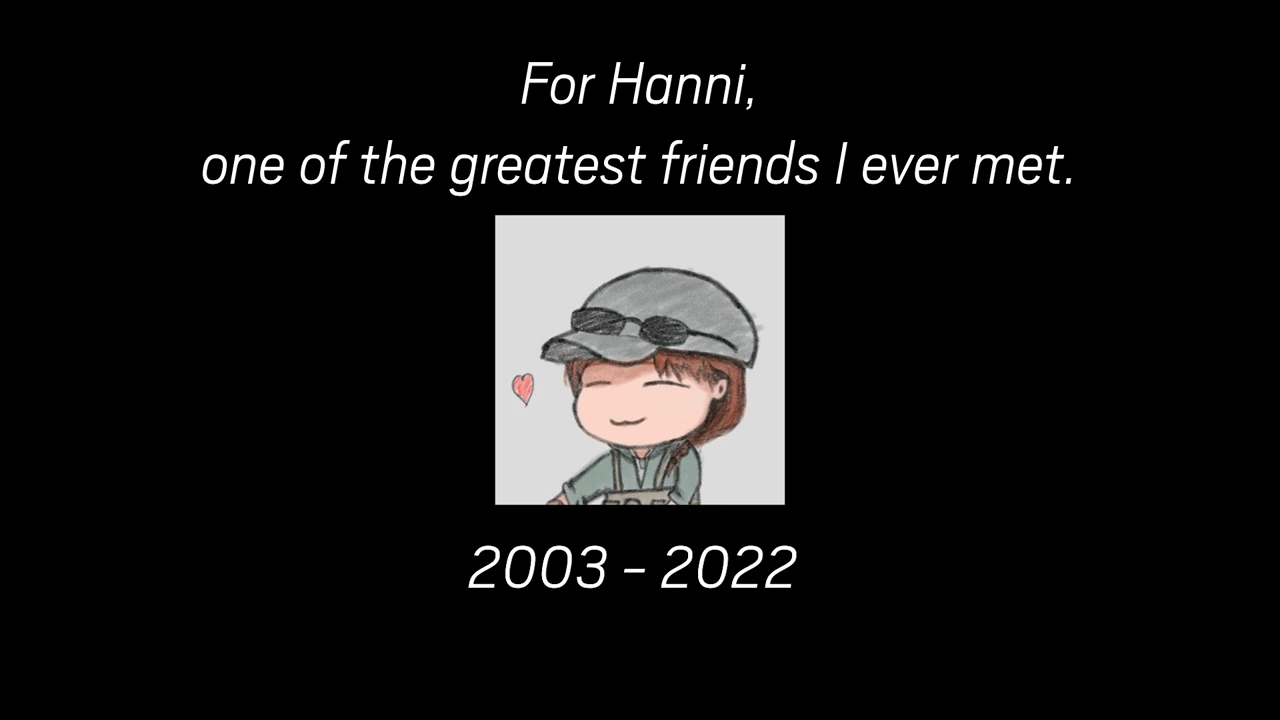 For Hanni,
one of the greatest friends I ever met.
2003 – 2022